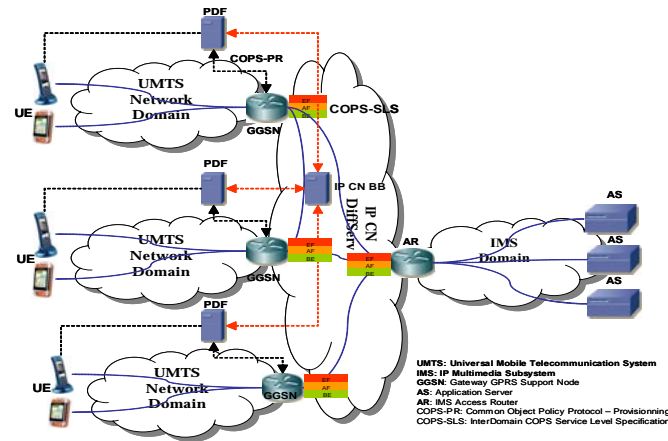 PDF
COPS-PR
UMTS
Network
Domain
UE
GGSN
EF
AF
BE
COPS-SLS
PDF
IP CN BB
IP CN
DiffServ
UMTS
Network
Domain
UE
GGSN
EF
AF
BE
EF
AF
BE
AR
IMS
Domain
AS
AS
AS
PDF
UMTS
Network
Domain
UE
GGSN
EF
AF
BE
UMTS: Universal Mobile Telecommunication System
IMS: IP Multimedia Subsystem
GGSN: Gateway GPRS Support Node
AS: Application Server
AR: IMS Access Router
COPS-PR: Common Object Policy Protocol – Provisionning
COPS-SLS: InterDomain COPS Service Level Specification